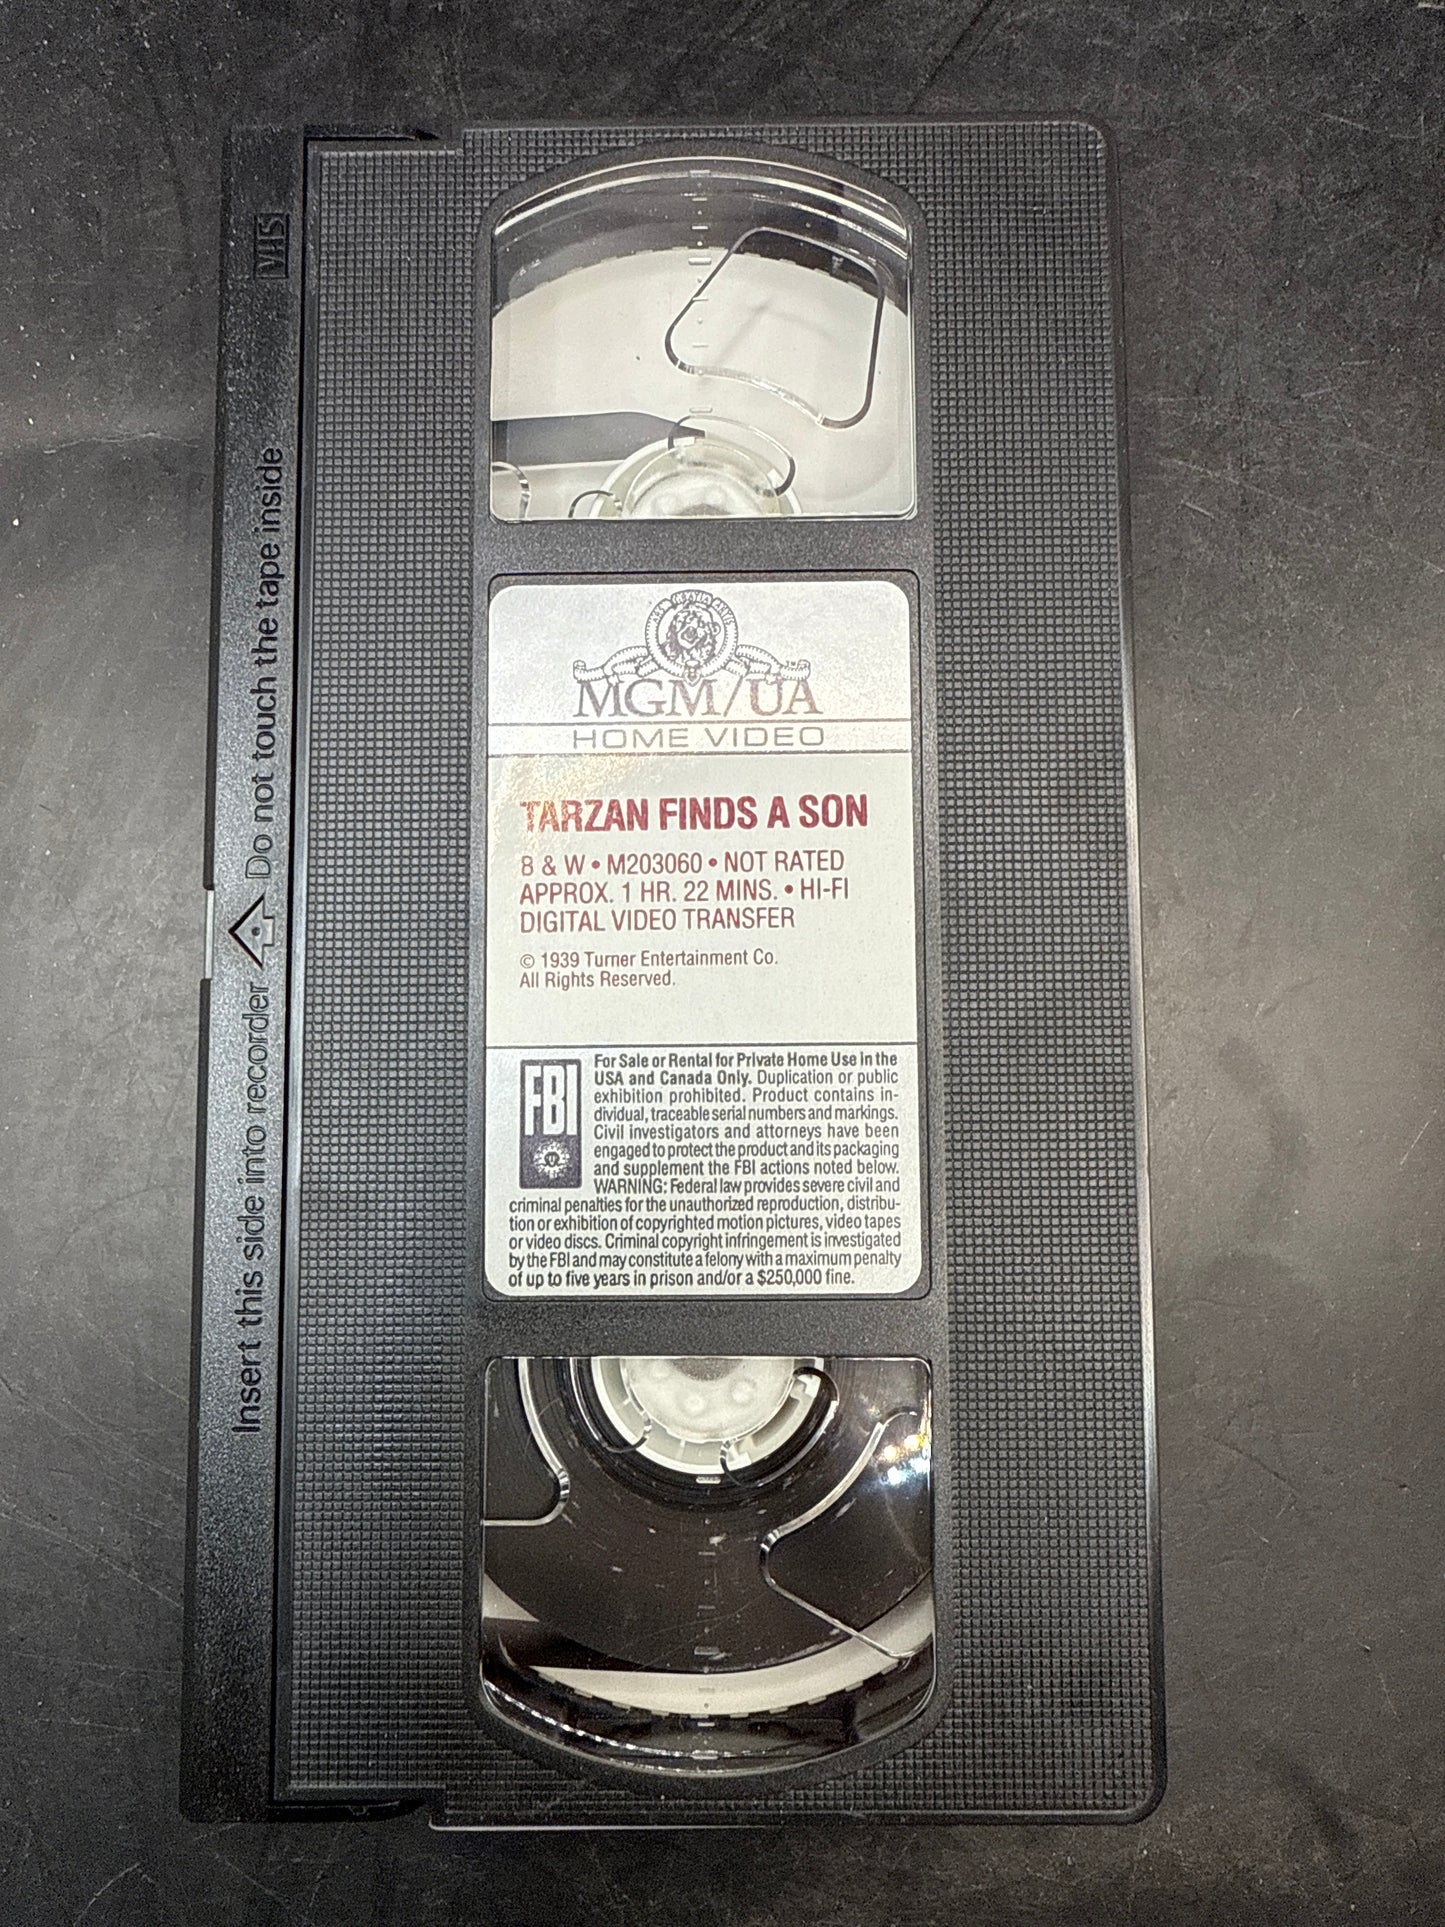 VHS
Insert this side into recorder Do not touch the tape inside
ARS GRATIA ARTIS
MGM/UA
HOME VIDEO
TARZAN FINDS A SON
B & W • M203060 • NOT RATED
APPROX. 1 HR. 22 MINS. • HI-FI
DIGITAL VIDEO TRANSFER
© 1939 Turner Entertainment Co.
All Rights Reserved.
FBI
For Sale or Rental for Private Home Use in the
USA and Canada Only. Duplication or public
exhibition prohibited. Product contains in-
dividual, traceable serial numbers and markings.
Civil investigators and attorneys have been
engaged to protect the product and its packaging
and supplement the FBI actions noted below.
WARNING: Federal law provides severe civil and
criminal penalties for the unauthorized reproduction, distribu-
tion or exhibition of copyrighted motion pictures, video tapes
or video discs. Criminal copyright infringement is investigated
by the FBI and may constitute a felony with a maximum penalty
of up to five years in prison and/or a $250,000 fine.